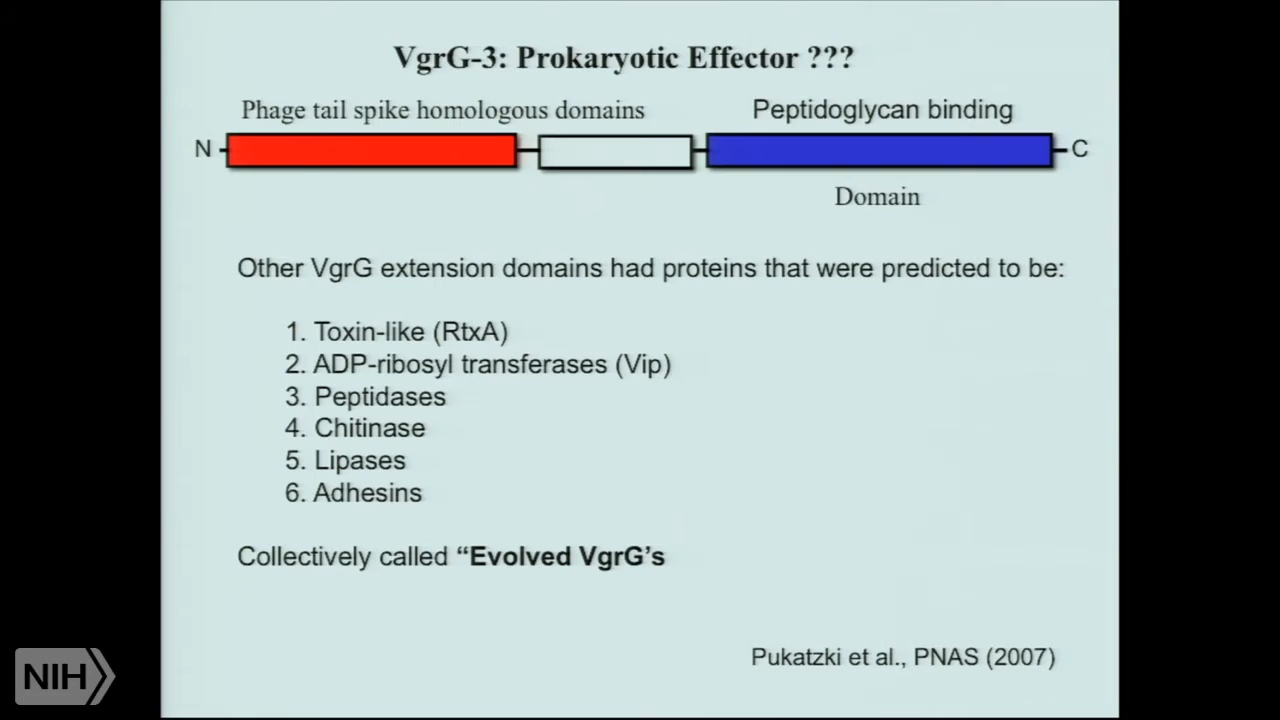 VgrG-3: Prokaryotic Effector ???
Phage tail spike homologous domains
Peptidoglycan binding
N
C
Domain
Other VgrG extension domains had proteins that were predicted to be:
1. Toxin-like (RtxA)
2. ADP-ribosyl transferases (Vip)
3. Peptidases
4. Chitinase
5. Lipases
6. Adhesins
Collectively called “Evolved VgrG’s
Pukatzki et al., PNAS (2007)
NIH